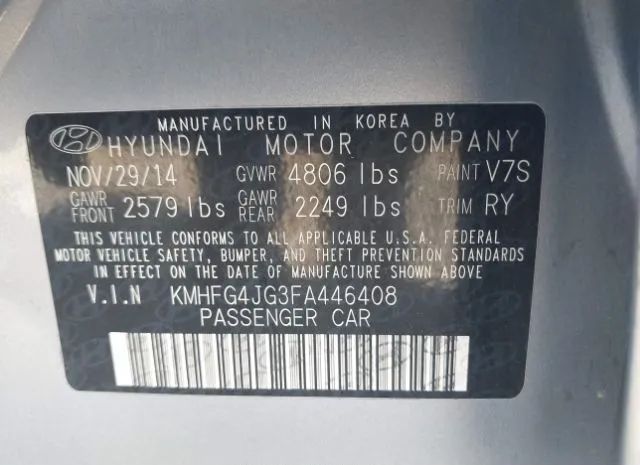 MANUFACTURED IN KOREA BY
HYUNDAI MOTOR COMPANY
NOV/29/14 GVWR 4806 lbs PAINT V7S
GAWR FRONT 2579 lbs GAWR REAR 2249 lbs TRIM RY
THIS VEHICLE CONFORMS TO ALL APPLICABLE U.S.A. FEDERAL
MOTOR VEHICLE SAFETY, BUMPER, AND THEFT PREVENTION STANDARDS
IN EFFECT ON THE DATE OF MANUFACTURE SHOWN ABOVE.
V.I.N KMHFG4JG3FA446408
PASSENGER CAR